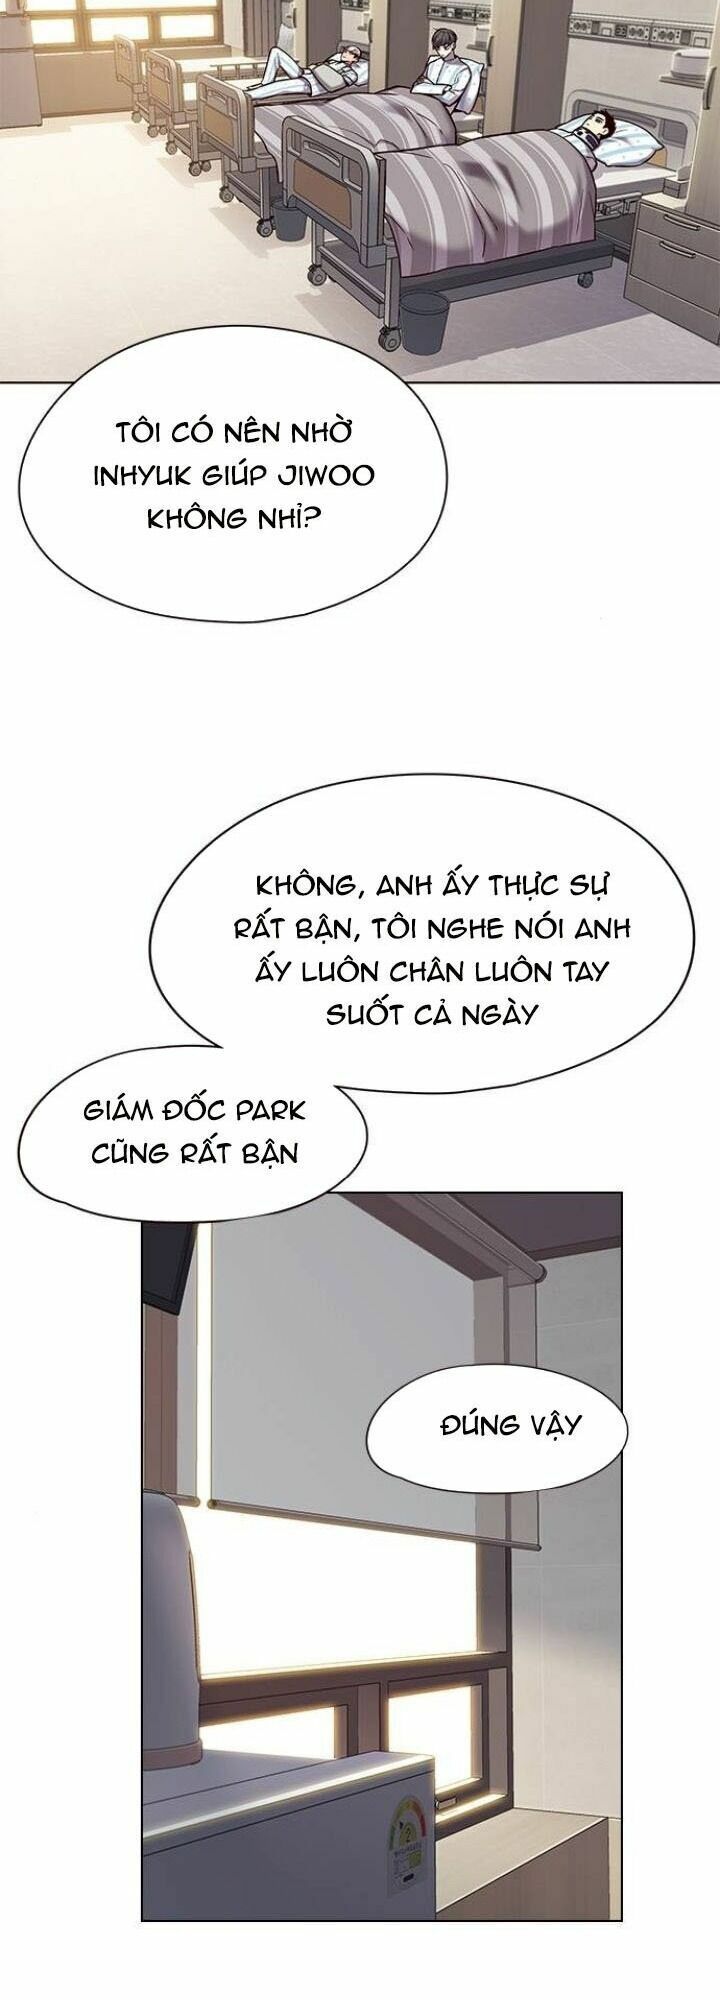 TÔI CÓ NÊN NHỜ
INHYUK GIÚP JIWOO
KHÔNG NHỈ?
KHÔNG, ANH ẤY THỰC SỰ
RẤT BẬN, TÔI NGHE NÓI ANH
ẤY LUÔN CHÂN LUÔN TAY
SUỐT CẢ NGÀY
GIÁM ĐỐC PARK
CŨNG RẤT BẬN
ĐÚNG VẬY
2